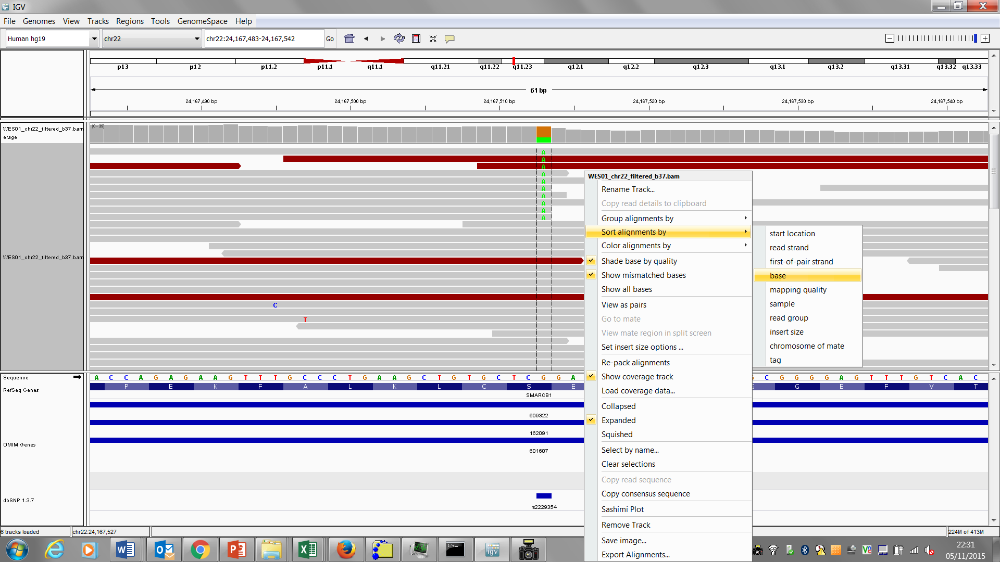 IGV
File Genomes View Tracks Regions Tools GenomeSpace Help
Human hg19 chr22 chr22:24,167,483-24,167,542 Go
p13 p12 p11.2 p11.1 q11.1 q11.21 q11.22 q11.23 q12.1 q12.2 q12.3 q13.1 q13.2 q13.31 q13.32 q13.33
61 bp
24,167,490 bp 24,167,500 bp 24,167,510 bp 24,167,520 bp 24,167,530 bp 24,167,540 bp
WES01_chr22_filtered_b37.bam
erage
[0 - 39]
A
A
A
A
A
A
A
A
A
A
WES01_chr22_filtered_b37.bam
C
T
WES01_chr22_filtered_b37.bam
Rename Track...
Copy read details to clipboard
Group alignments by
Sort alignments by
Color alignments by
Shade base by quality
Show mismatched bases
Show all bases
View as pairs
Go to mate
View mate region in split screen
Set insert size options ...
Re-pack alignments
Show coverage track
Load coverage data...
Collapsed
Expanded
Squished
Select by name...
Clear selections
Copy read sequence
Copy consensus sequence
Sashimi Plot
Remove Track
Save image...
Export Alignments...
start location
read strand
first-of-pair strand
base
mapping quality
sample
read group
insert size
chromosome of mate
tag
Sequence
A C C A G A G A A G T T T G C C C T G A A G C T G T G C T C G G A G C G G G G A G T T T G T C A C
RefSeq Genes
P E K F A L K L C S E G G E F V T
SMARCB1
609322
162091
OMIM Genes
601607
dbSNP 1.3.7
rs2229354
6 tracks loaded chr22:24,167,527 224M of 413M
igv
22:31
05/11/2015